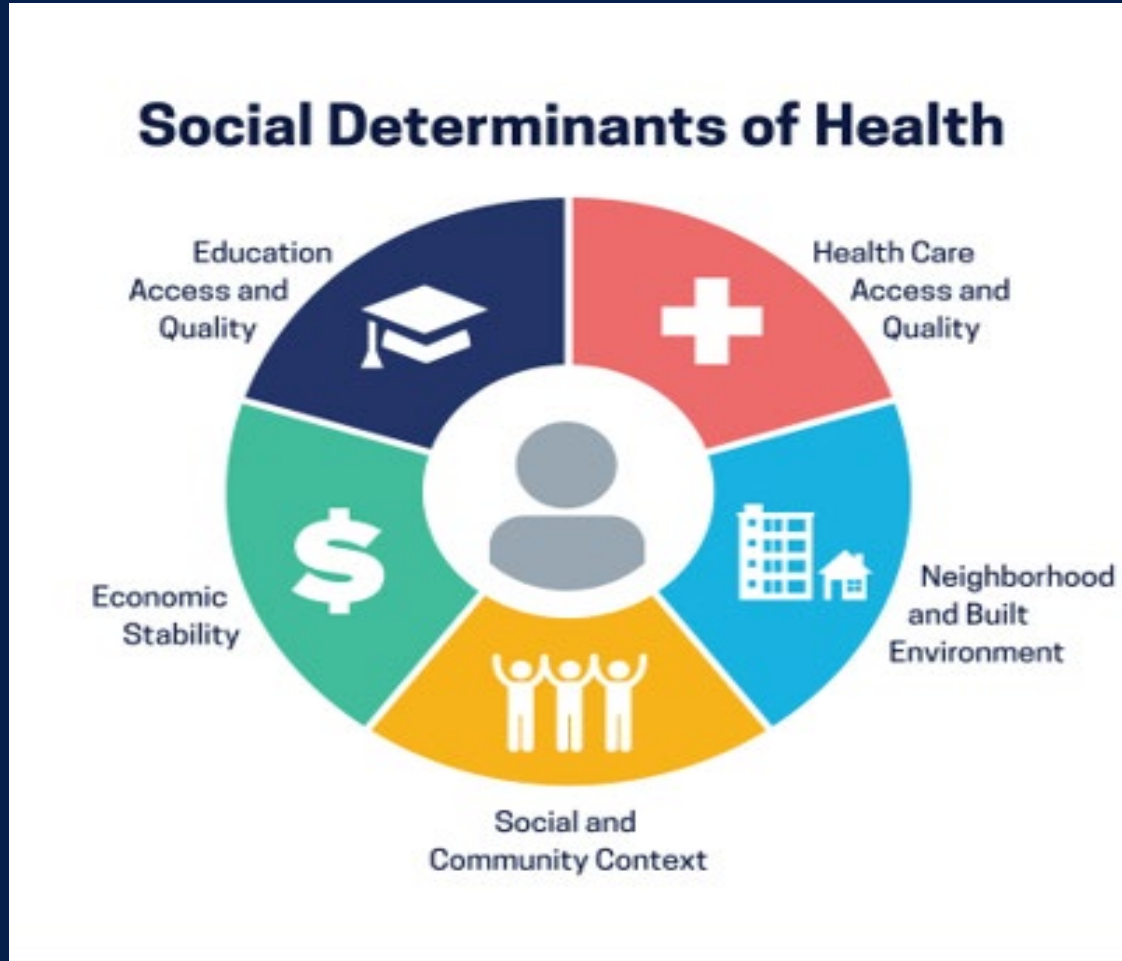 Social Determinants of Health
Education
Access and
Quality
Health Care
Access and
Quality
Economic
Stability
Neighborhood
and Built
Environment
Social and
Community Context